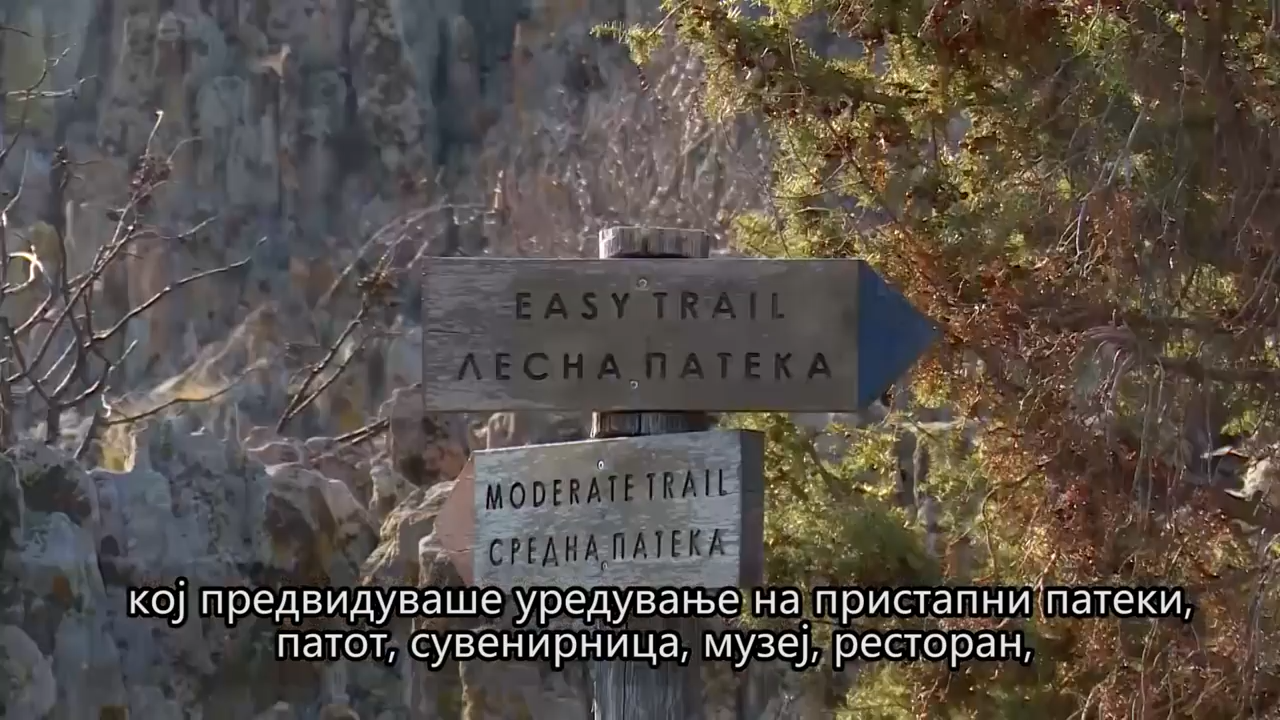 EASY TRAIL
ЛЕСНА ПАТЕКА
MODERATE TRAIL
СРЕДНА ПАТЕКА
кој предвидуваше уредување на пристапни патеки,
патот, сувенирница, музеј, ресторан,